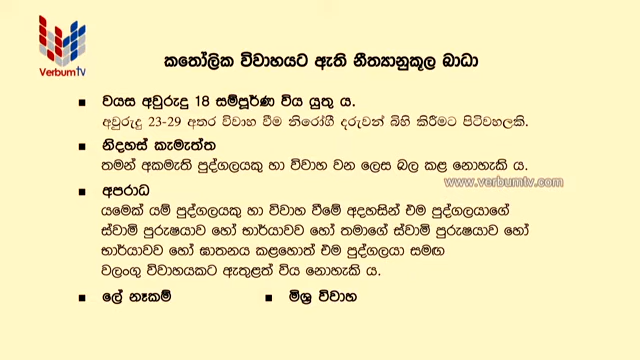 VerbumTV
කතෝලික විවාහයට ඇති නීත්‍යානුකූල බාධා
▪ වයස අවුරුදු 18 සම්පූර්ණ විය යුතු ය.
අවුරුදු 23-29 අතර විවාහ වීම නිරෝගී දරුවන් බිහි කිරීමට පිටිවහලකි.
▪ නිදහස් කැමැත්ත
තමන් අකමැති පුද්ගලයකු හා විවාහ වන ලෙස බල කළ නොහැකි ය.
www.verbumtv.com
▪ අපරාධ
යමෙක් යම් පුද්ගලයකු හා විවාහ වීමේ අදහසින් එම පුද්ගලයාගේ
ස්වාමි පුරුෂයාව හෝ භාර්යාවව හෝ තමාගේ ස්වාමි පුරුෂයාව හෝ
භාර්යාවව හෝ ඝාතනය කළහොත් එම පුද්ගලයා සමඟ
වලංගු විවාහයකට ඇතුළත් විය නොහැකි ය.
▪ ලේ නෑකම් ▪ මිශ්‍ර විවාහ